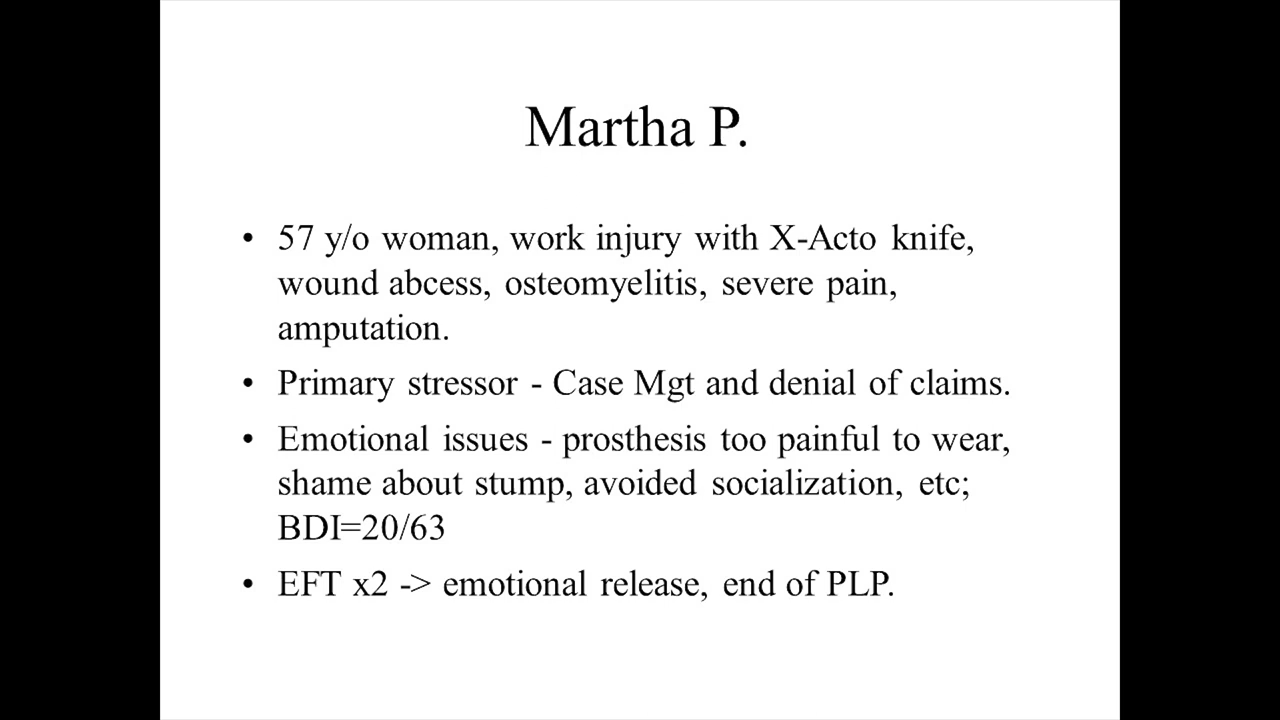 Martha P.
• 57 y/o woman, work injury with X-Acto knife,
wound abcess, osteomyelitis, severe pain,
amputation.
• Primary stressor - Case Mgt and denial of claims.
• Emotional issues - prosthesis too painful to wear,
shame about stump, avoided socialization, etc;
BDI=20/63
• EFT x2 -> emotional release, end of PLP.